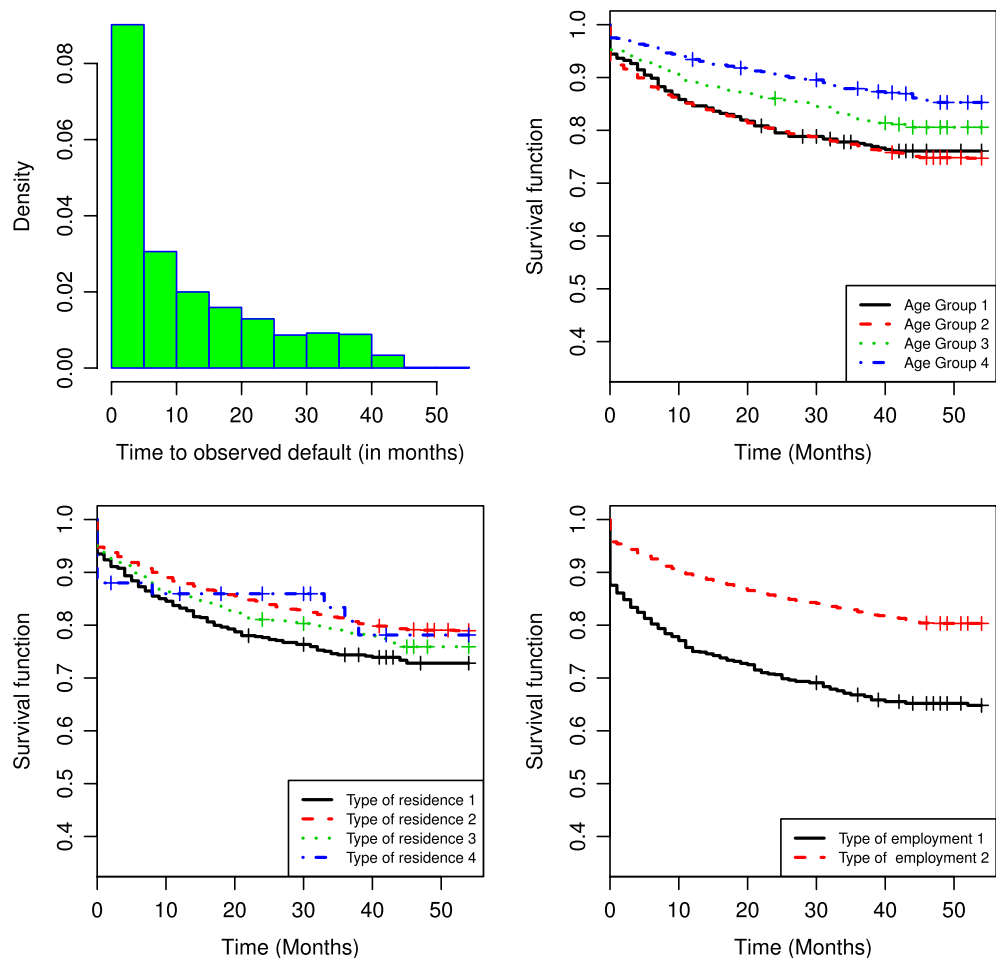 Density
0.00
0.02
0.04
0.06
0.08
0 10 20 30 40 50
Time to observed default (in months)
Survival function
0.4
0.5
0.6
0.7
0.8
0.9
1.0
Age Group 1
Age Group 2
Age Group 3
Age Group 4
0 10 20 30 40 50
Time (Months)
Survival function
0.4
0.5
0.6
0.7
0.8
0.9
1.0
Type of residence 1
Type of residence 2
Type of residence 3
Type of residence 4
0 10 20 30 40 50
Time (Months)
Survival function
0.4
0.5
0.6
0.7
0.8
0.9
1.0
Type of employment 1
Type of employment 2
0 10 20 30 40 50
Time (Months)